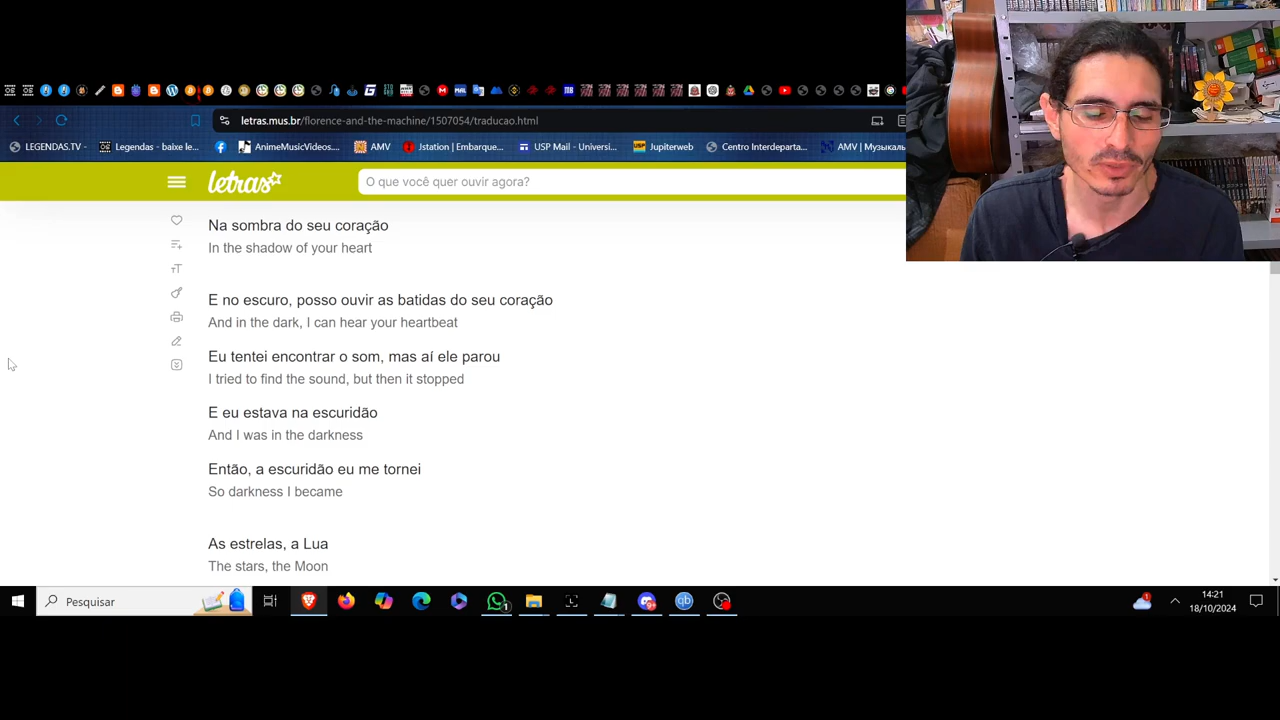 letras.mus.br/florence-and-the-machine/1507054/traducao.html
LEGENDAS.TV -
Legendas - baixe le...
AnimeMusicVideos....
AMV
Jstation | Embarque...
USP Mail - Universi...
Jupiterweb
Centro Interdeparta...
AMV | Музыкаль
letras
O que você quer ouvir agora?
Na sombra do seu coração
In the shadow of your heart
E no escuro, posso ouvir as batidas do seu coração
And in the dark, I can hear your heartbeat
Eu tentei encontrar o som, mas aí ele parou
I tried to find the sound, but then it stopped
E eu estava na escuridão
And I was in the darkness
Então, a escuridão eu me tornei
So darkness I became
As estrelas, a Lua
The stars, the Moon
Pesquisar
14:21
18/10/2024